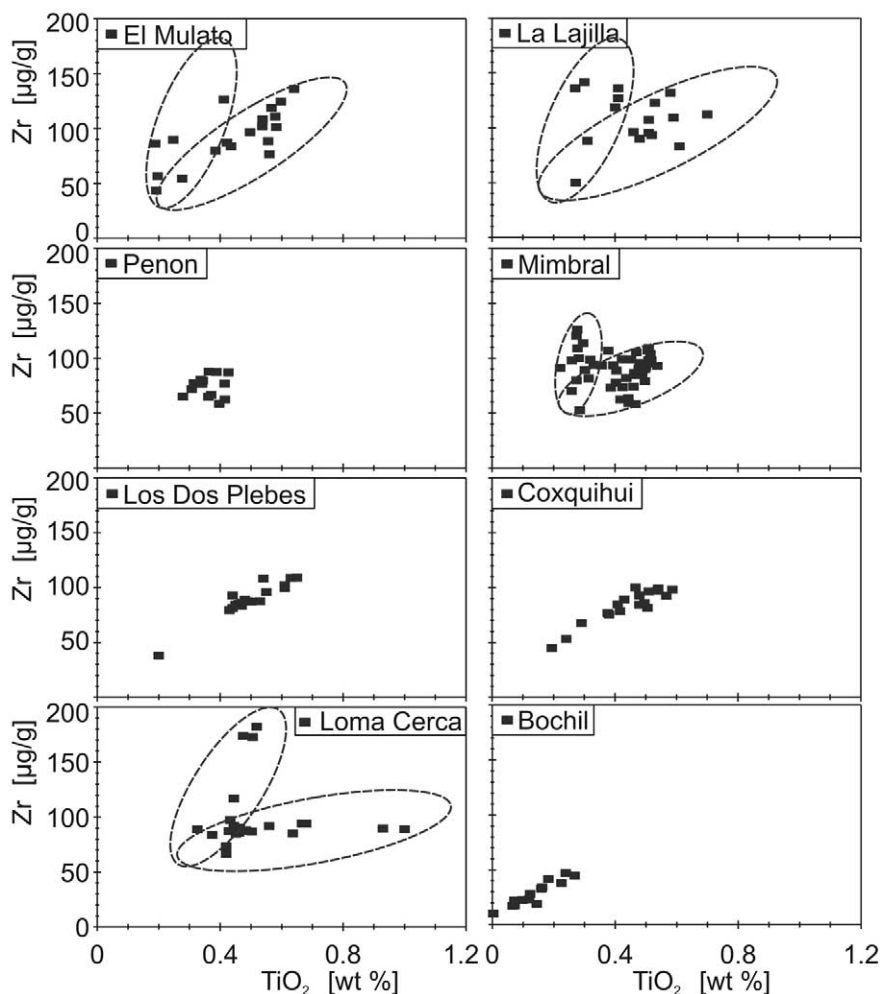 200
150
100
50
0
Zr [µg/g]
El Mulato
La Lajilla
200
150
100
50
0
Zr [µg/g]
Penon
Mimbral
200
150
100
50
0
Zr [µg/g]
Los Dos Plebes
Coxquihui
200
150
100
50
0
Zr [µg/g]
Loma Cerca
Bochil
0 0.4 0.8 1.2 0 0.4 0.8 1.2
TiO₂ [wt %] TiO₂ [wt %]